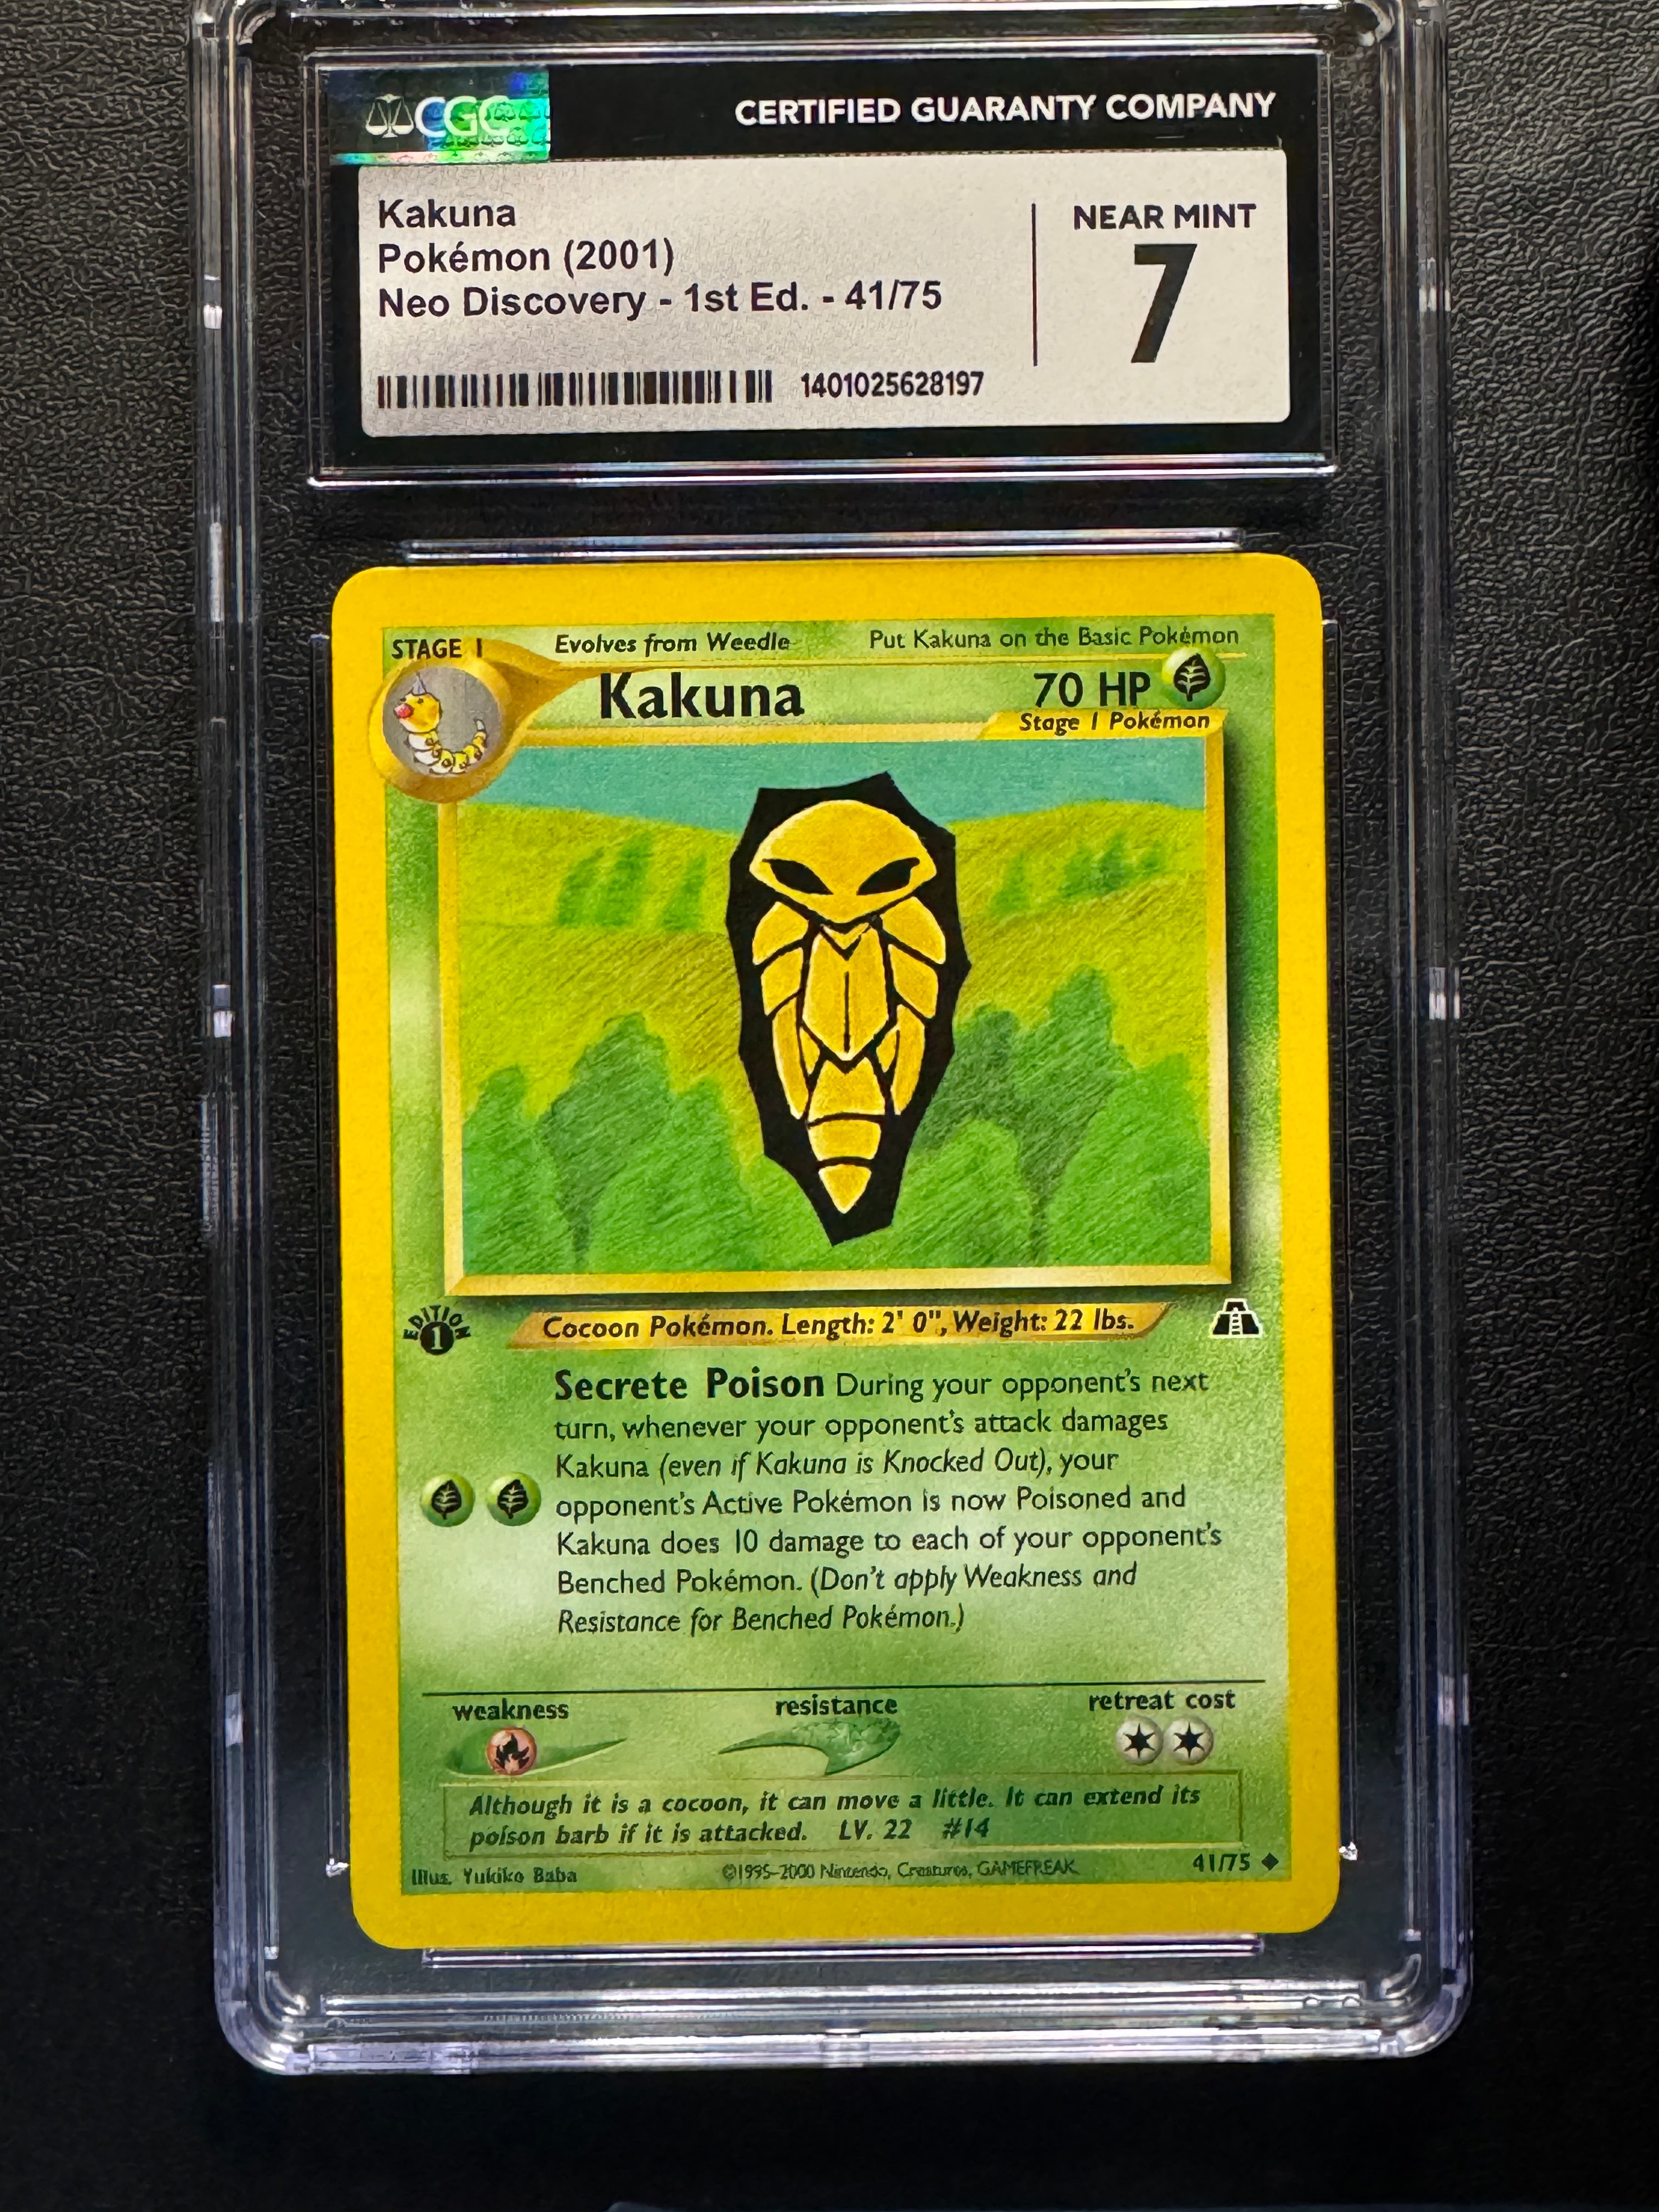 CGC
CERTIFIED GUARANTY COMPANY
Kakuna
Pokémon (2001)
Neo Discovery - 1st Ed. - 41/75
NEAR MINT
7
1401025628197
STAGE 1
Evolves from Weedle
Put Kakuna on the Basic Pokémon
Kakuna
70 HP
Stage 1 Pokémon
EDITION
1
Cocoon Pokémon. Length: 2' 0", Weight: 22 lbs.
Secrete Poison During your opponent's next
turn, whenever your opponent's attack damages
Kakuna (even if Kakuna is Knocked Out), your
opponent's Active Pokémon is now Poisoned and
Kakuna does 10 damage to each of your opponent's
Benched Pokémon. (Don't apply Weakness and
Resistance for Benched Pokémon.)
weakness
resistance
retreat cost
Although it is a cocoon, it can move a little. It can extend its
poison barb if it is attacked. LV. 22 #14
Illus. Yukiko Baba
©1995-2000 Nintendo, Creatures, GAMEFREAK
41/75